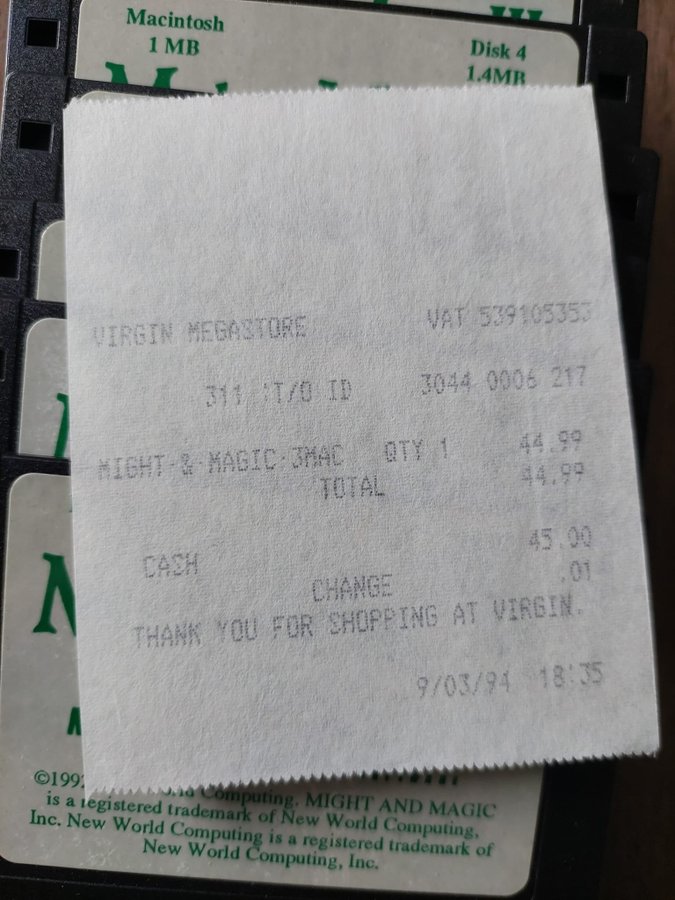 Macintosh
1 MB
Disk 4
1.4MB
VIRGIN MEGASTORE VAT 539105353
311 :T/O ID 3044 0006 217
MIGHT & MAGIC 3MAC QTY 1 44.99
TOTAL 44.99
CASH 45.00
CHANGE .01
THANK YOU FOR SHOPPING AT VIRGIN.
9/03/94 18:35
Computing. MIGHT AND MAGIC
is a registered trademark of New World Computing,
Inc. New World Computing is a registered trademark of
New World Computing, Inc.